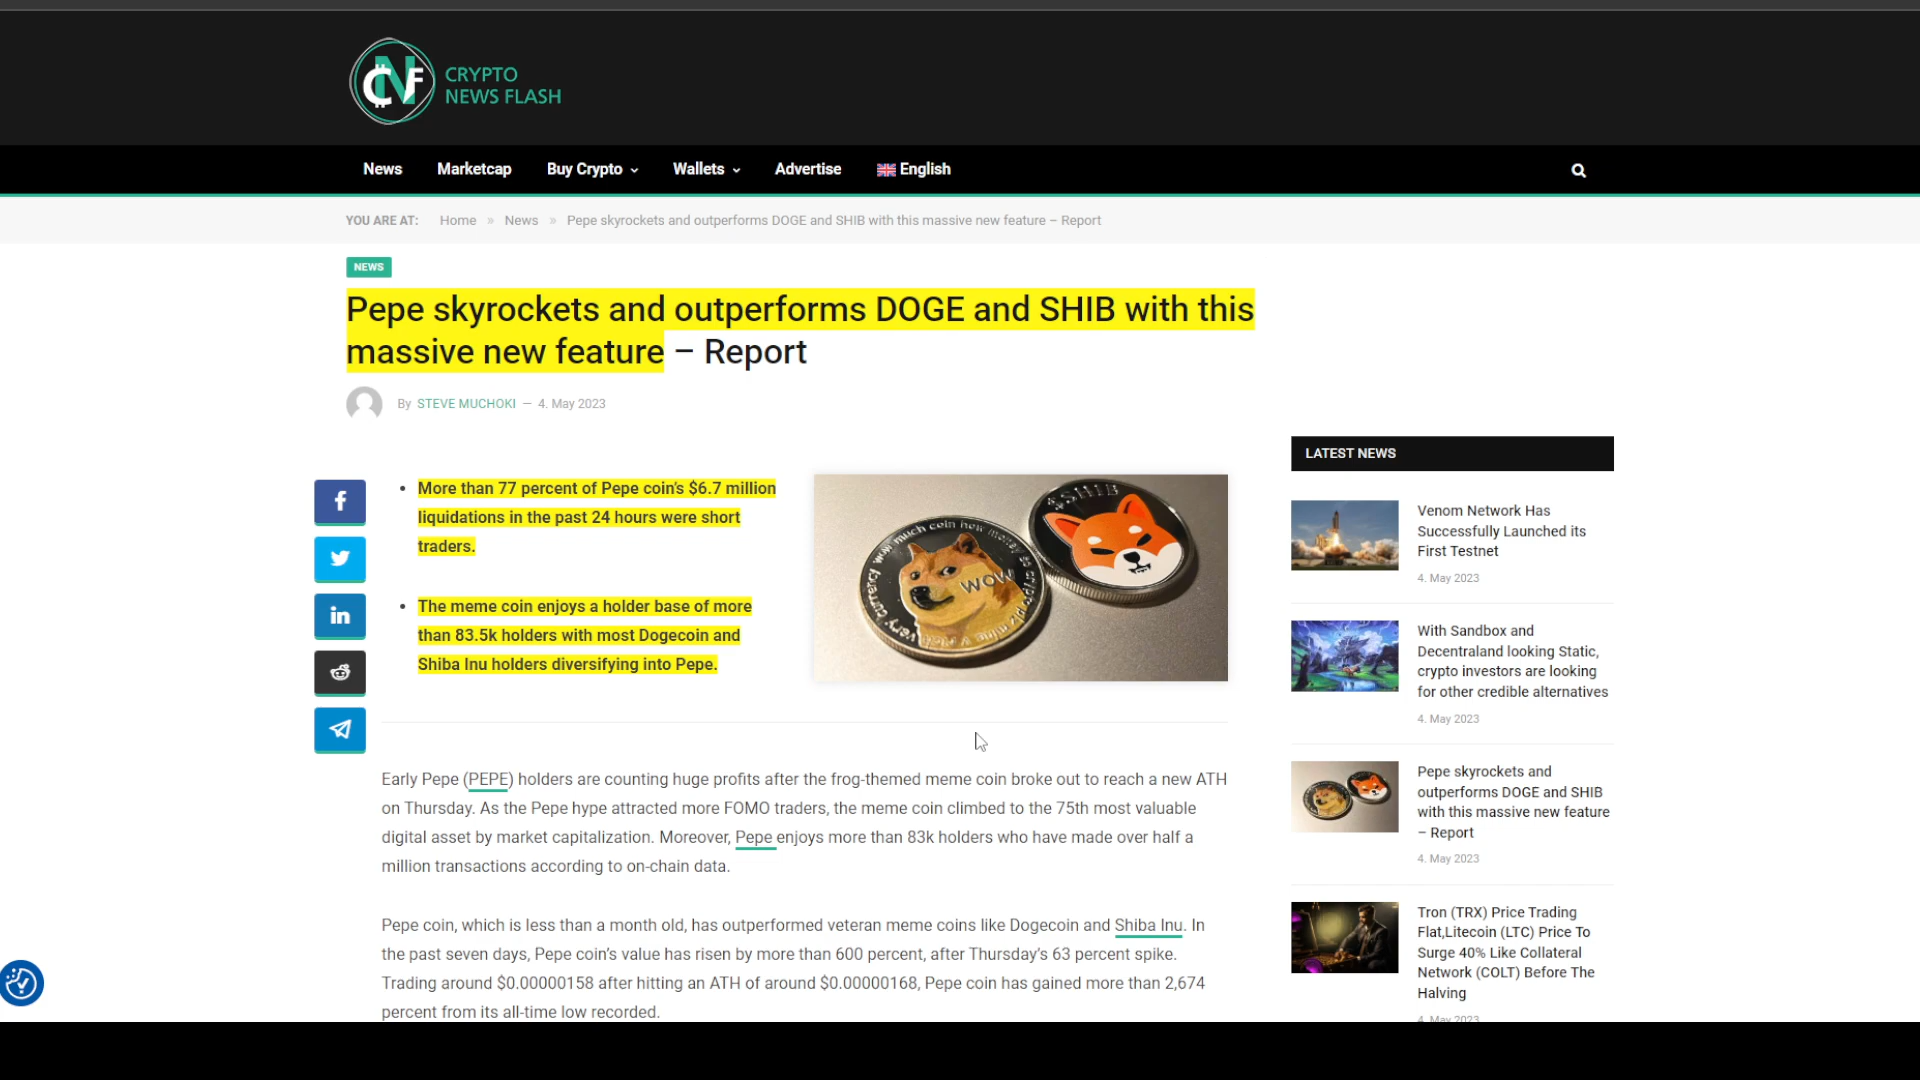 CRYPTO
NEWS FLASH
News Marketcap Buy Crypto Wallets Advertise English
YOU ARE AT: Home » News » Pepe skyrockets and outperforms DOGE and SHIB with this massive new feature – Report
NEWS
Pepe skyrockets and outperforms DOGE and SHIB with this
massive new feature – Report
By STEVE MUCHOKI — 4. May 2023
• More than 77 percent of Pepe coin's $6.7 million
liquidations in the past 24 hours were short
traders.
• The meme coin enjoys a holder base of more
than 83.5k holders with most Dogecoin and
Shiba Inu holders diversifying into Pepe.
much coin how money
WOW
$SHIB
Early Pepe (PEPE) holders are counting huge profits after the frog-themed meme coin broke out to reach a new ATH
on Thursday. As the Pepe hype attracted more FOMO traders, the meme coin climbed to the 75th most valuable
digital asset by market capitalization. Moreover, Pepe enjoys more than 83k holders who have made over half a
million transactions according to on-chain data.
Pepe coin, which is less than a month old, has outperformed veteran meme coins like Dogecoin and Shiba Inu. In
the past seven days, Pepe coin's value has risen by more than 600 percent, after Thursday's 63 percent spike.
Trading around $0.00000158 after hitting an ATH of around $0.00000168, Pepe coin has gained more than 2,674
percent from its all-time low recorded.
LATEST NEWS
Venom Network Has
Successfully Launched its
First Testnet
4. May 2023
With Sandbox and
Decentraland looking Static,
crypto investors are looking
for other credible alternatives
4. May 2023
Pepe skyrockets and
outperforms DOGE and SHIB
with this massive new feature
– Report
4. May 2023
Tron (TRX) Price Trading
Flat,Litecoin (LTC) Price To
Surge 40% Like Collateral
Network (COLT) Before The
Halving
4. May 2023